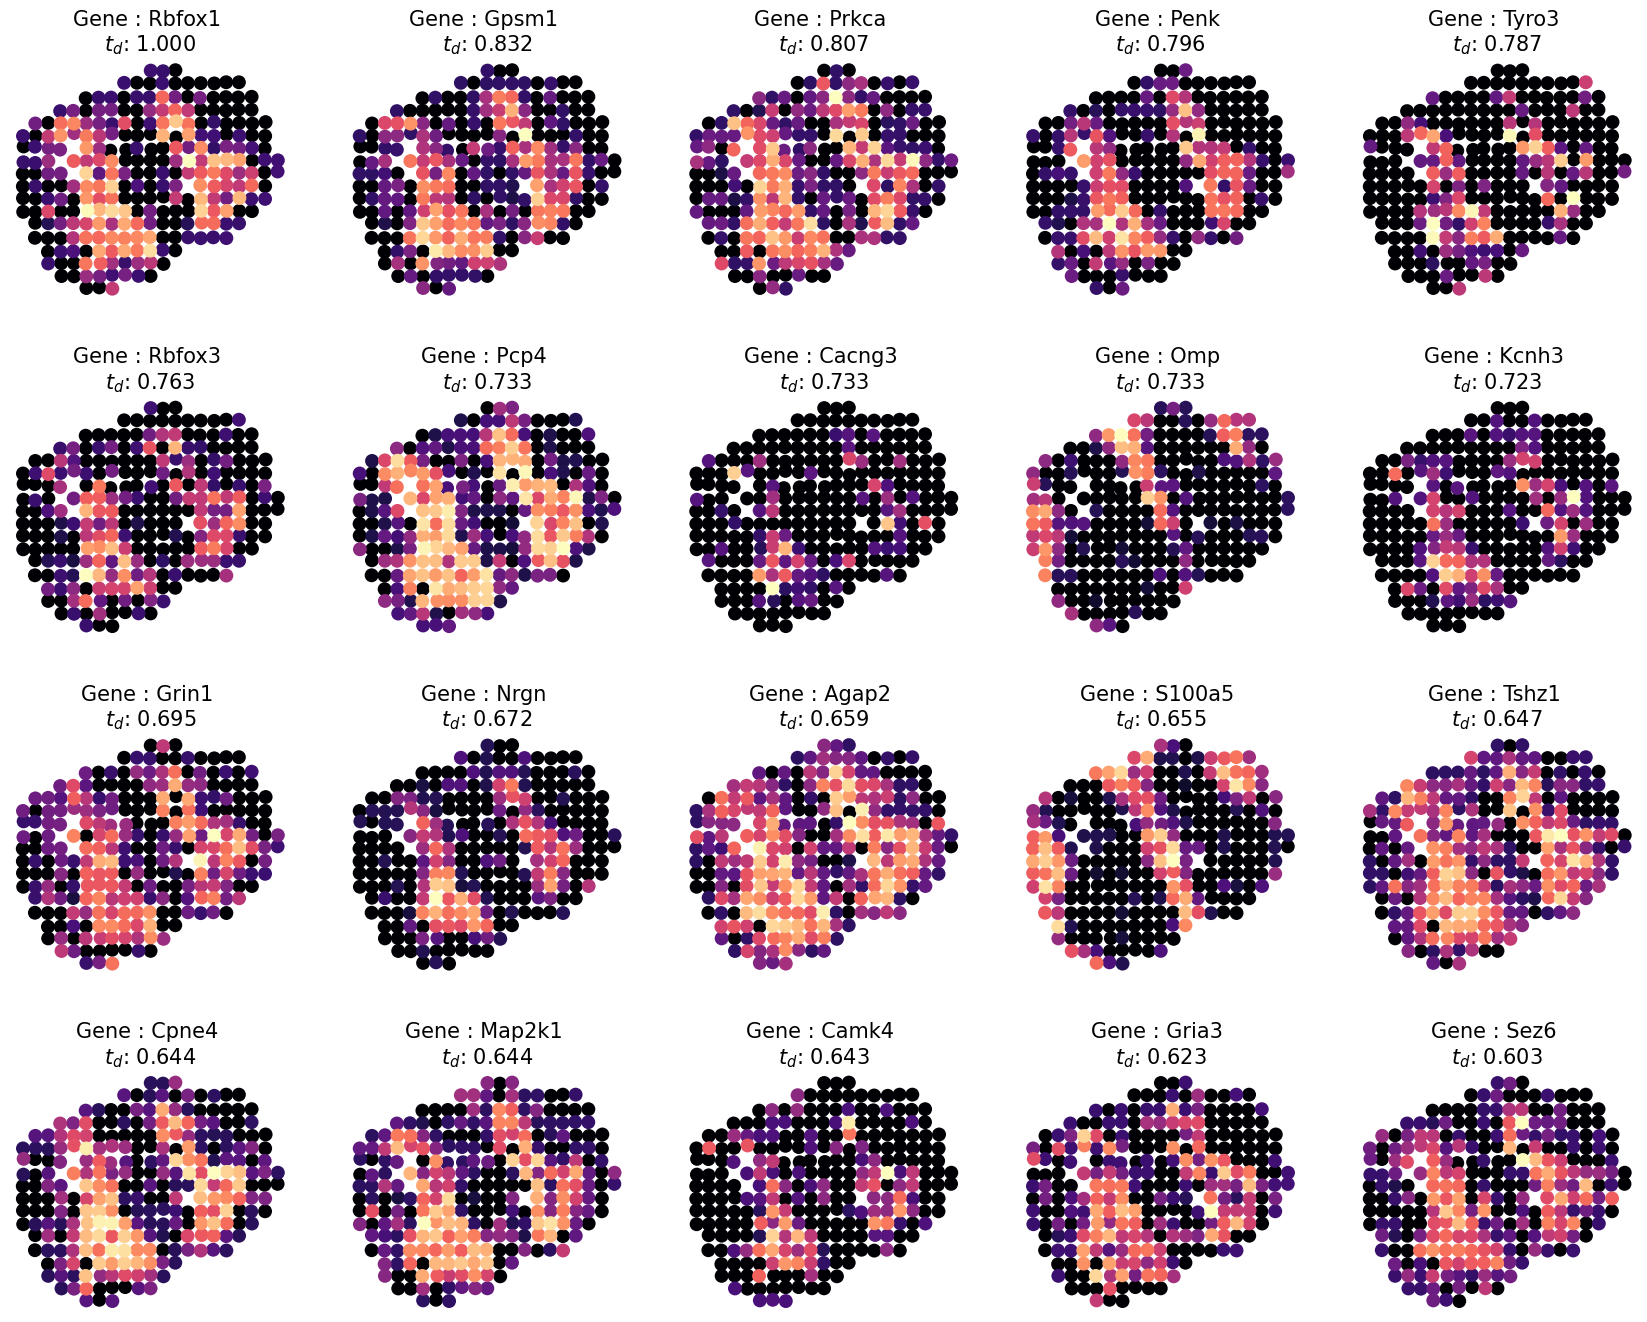 Gene : Rbfox1
t_d: 1.000
Gene : Gpsm1
t_d: 0.832
Gene : Prkca
t_d: 0.807
Gene : Penk
t_d: 0.796
Gene : Tyro3
t_d: 0.787
Gene : Rbfox3
t_d: 0.763
Gene : Pcp4
t_d: 0.733
Gene : Cacng3
t_d: 0.733
Gene : Omp
t_d: 0.733
Gene : Kcnh3
t_d: 0.723
Gene : Grin1
t_d: 0.695
Gene : Nrgn
t_d: 0.672
Gene : Agap2
t_d: 0.659
Gene : S100a5
t_d: 0.655
Gene : Tshz1
t_d: 0.647
Gene : Cpne4
t_d: 0.644
Gene : Map2k1
t_d: 0.644
Gene : Camk4
t_d: 0.643
Gene : Gria3
t_d: 0.623
Gene : Sez6
t_d: 0.603